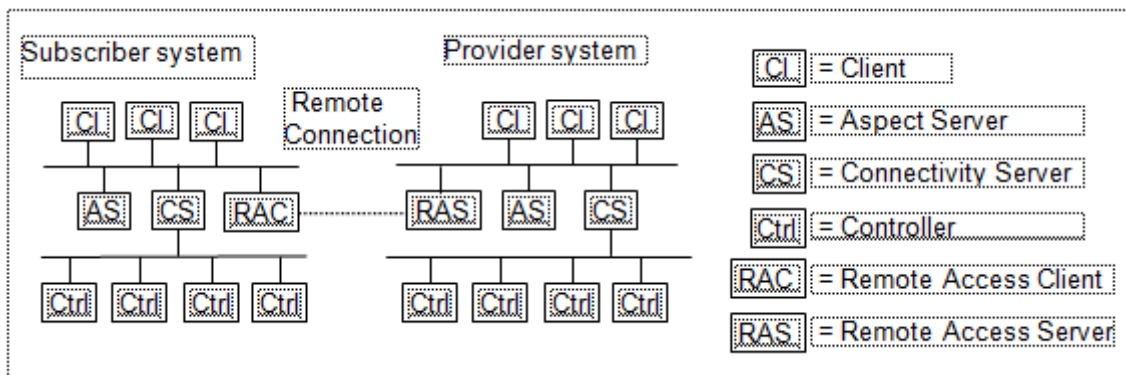 Subscriber system
Provider system
Remote
Connection
Cl Cl Cl
Cl Cl Cl
AS CS RAC
RAS AS CS
Ctrl Ctrl Ctrl Ctrl
Ctrl Ctrl Ctrl Ctrl
Cl = Client
AS = Aspect Server
CS = Connectivity Server
Ctrl = Controller
RAC = Remote Access Client
RAS = Remote Access Server